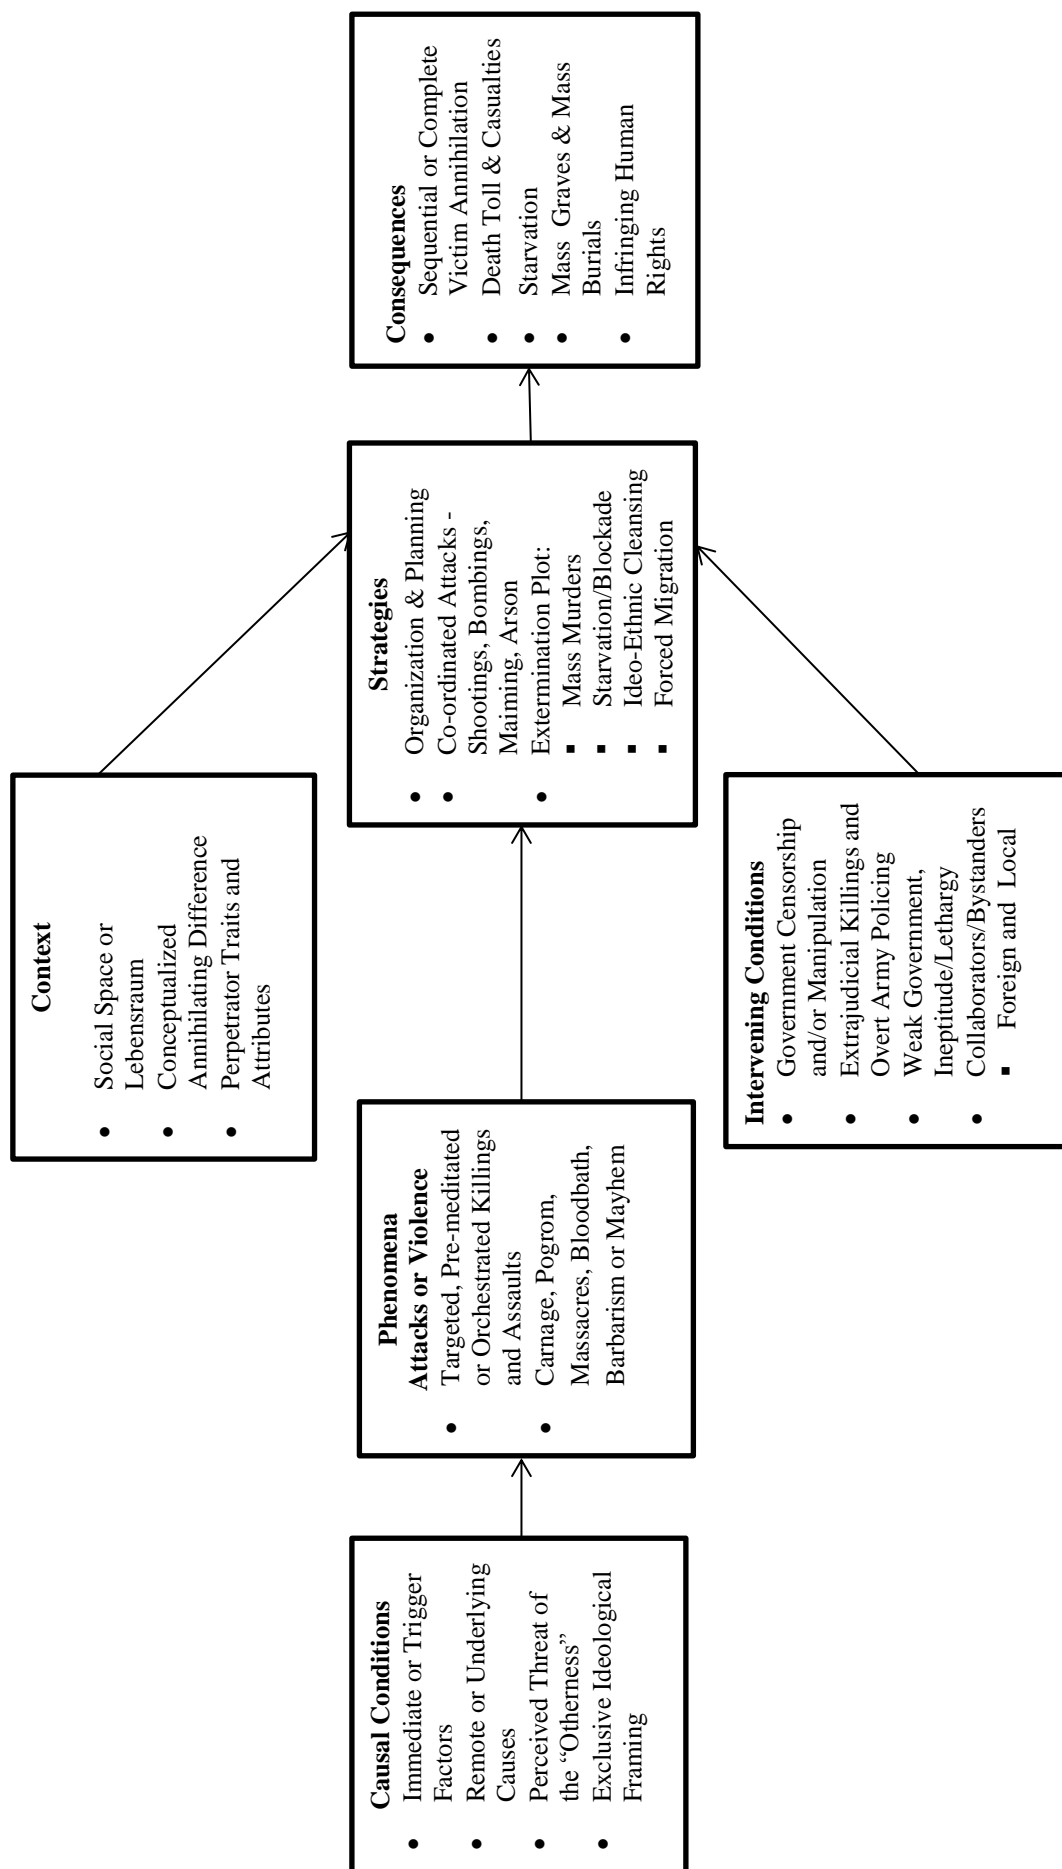 Causal Conditions
• Immediate or Trigger
Factors
• Remote or Underlying
Causes
• Perceived Threat of
the “Otherness”
• Exclusive Ideological
Framing
Phenomena
Attacks or Violence
• Targeted, Pre-meditated
or Orchestrated Killings
and Assaults
• Carnage, Pogrom,
Massacres, Bloodbath,
Barbarism or Mayhem
Context
• Social Space or
Lebensraum
• Conceptualized
Annihilating Difference
• Perpetrator Traits and
Attributes
Intervening Conditions
• Government Censorship
and/or Manipulation
• Extrajudicial Killings and
Overt Army Policing
• Weak Government,
Ineptitude/Lethargy
• Collaborators/Bystanders
▪ Foreign and Local
Strategies
• Organization & Planning
• Co-ordinated Attacks -
Shootings, Bombings,
Maiming, Arson
• Extermination Plot:
▪ Mass Murders
▪ Starvation/Blockade
▪ Ideo-Ethnic Cleansing
▪ Forced Migration
Consequences
• Sequential or Complete
Victim Annihilation
• Death Toll & Casualties
• Starvation
• Mass Graves & Mass
Burials
• Infringing Human
Rights